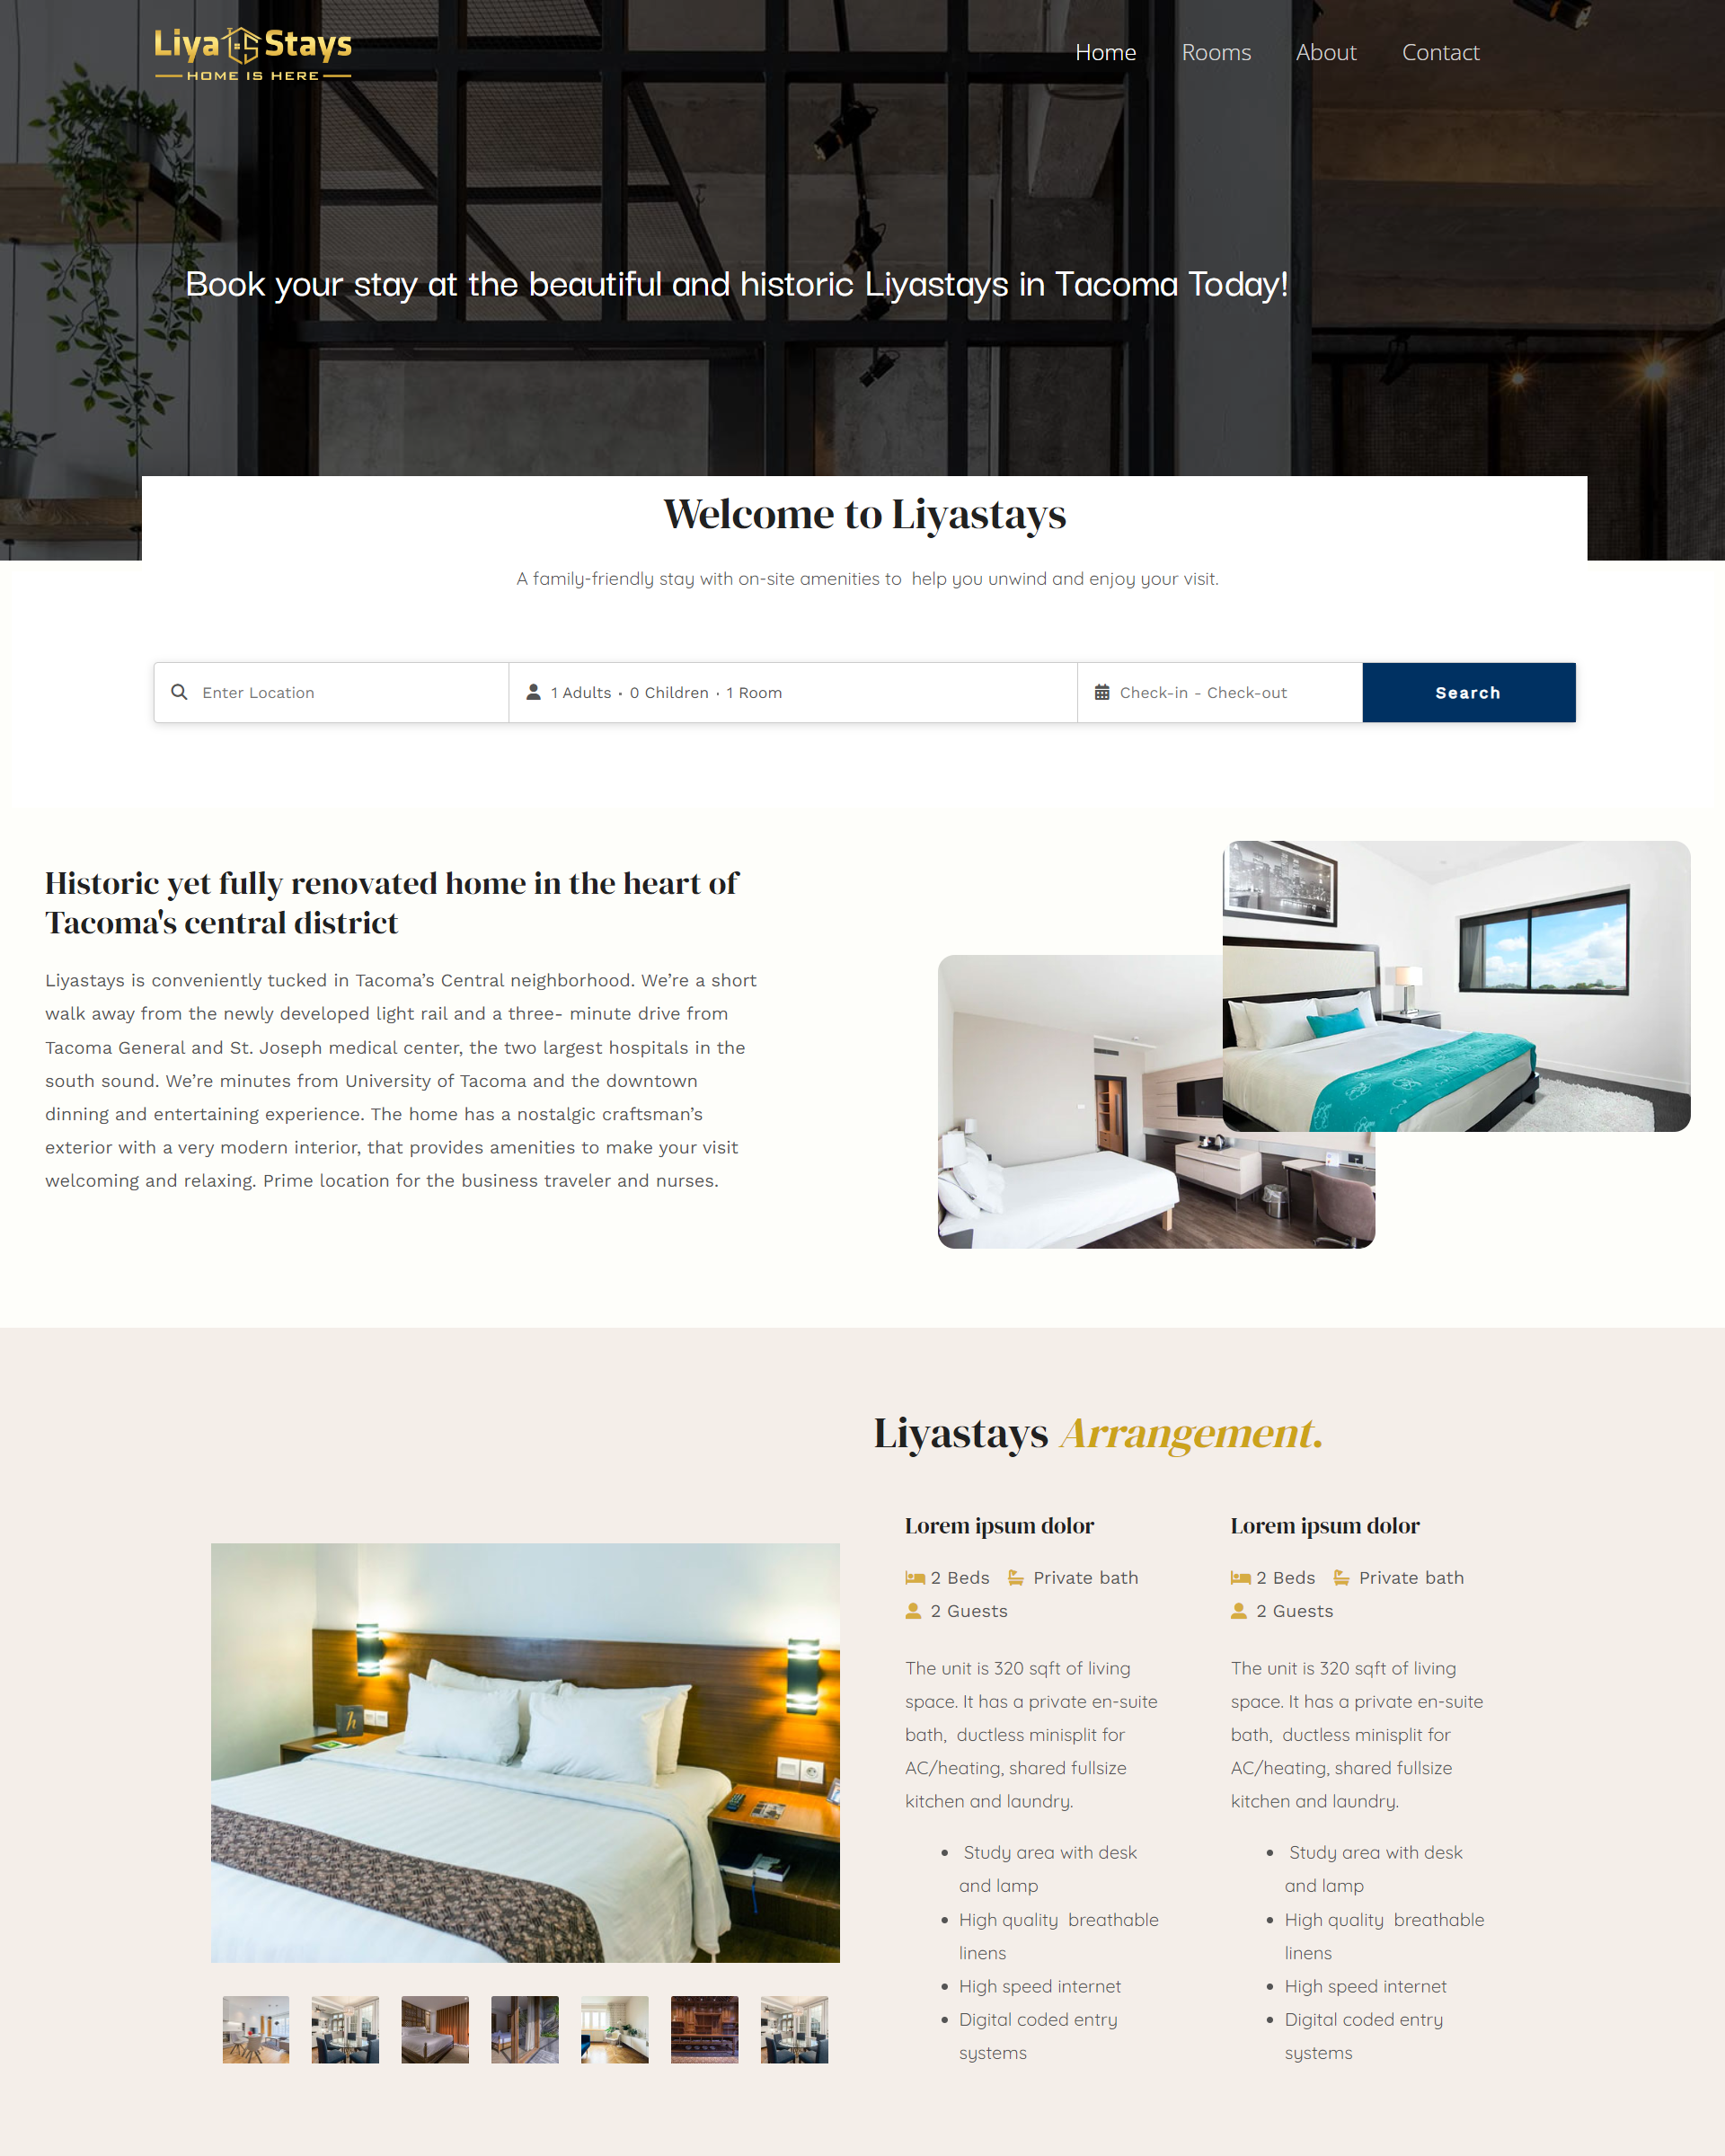 Liya Stays
HOME IS HERE
Home Rooms About Contact
Book your stay at the beautiful and historic Liyastays in Tacoma Today!
Welcome to Liyastays
A family-friendly stay with on-site amenities to help you unwind and enjoy your visit.
Enter Location
1 Adults • 0 Children • 1 Room
Check-in - Check-out
Search
Historic yet fully renovated home in the heart of
Tacoma's central district
Liyastays is conveniently tucked in Tacoma’s Central neighborhood. We’re a short
walk away from the newly developed light rail and a three- minute drive from
Tacoma General and St. Joseph medical center, the two largest hospitals in the
south sound. We’re minutes from University of Tacoma and the downtown
dinning and entertaining experience. The home has a nostalgic craftsman’s
exterior with a very modern interior, that provides amenities to make your visit
welcoming and relaxing. Prime location for the business traveler and nurses.
Liyastays Arrangement.
Lorem ipsum dolor
2 Beds Private bath
2 Guests
The unit is 320 sqft of living
space. It has a private en-suite
bath, ductless minisplit for
AC/heating, shared fullsize
kitchen and laundry.
• Study area with desk
and lamp
• High quality breathable
linens
• High speed internet
• Digital coded entry
systems
Lorem ipsum dolor
2 Beds Private bath
2 Guests
The unit is 320 sqft of living
space. It has a private en-suite
bath, ductless minisplit for
AC/heating, shared fullsize
kitchen and laundry.
• Study area with desk
and lamp
• High quality breathable
linens
• High speed internet
• Digital coded entry
systems
h